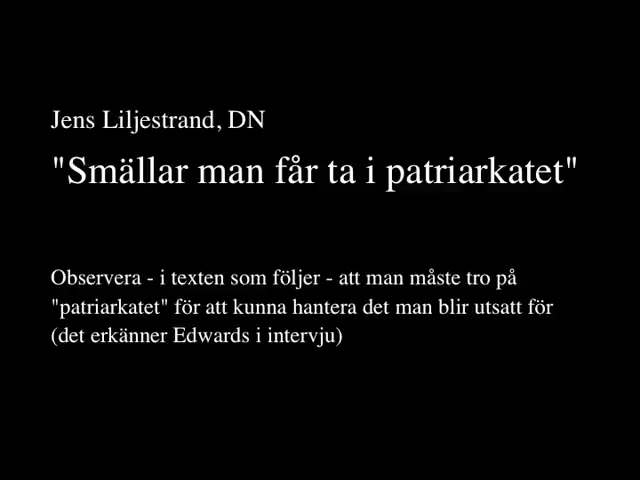 Jens Liljestrand, DN
"Smällar man får ta i patriarkatet"
Observera - i texten som följer - att man måste tro på
"patriarkatet" för att kunna hantera det man blir utsatt för
(det erkänner Edwards i intervju)